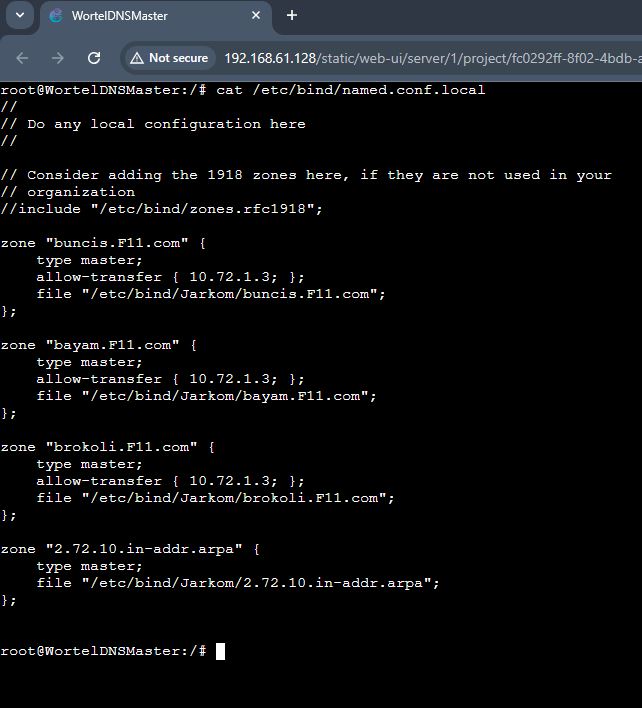 WortelDNSMaster
Not secure 192.168.61.128/static/web-ui/server/1/project/fc0292ff-8f02-4bdb-a
root@WortelDNSMaster:/# cat /etc/bind/named.conf.local
//
// Do any local configuration here
//
// Consider adding the 1918 zones here, if they are not used in your
// organization
//include "/etc/bind/zones.rfc1918";
zone "buncis.F11.com" {
    type master;
    allow-transfer { 10.72.1.3; };
    file "/etc/bind/Jarkom/buncis.F11.com";
};
zone "bayam.F11.com" {
    type master;
    allow-transfer { 10.72.1.3; };
    file "/etc/bind/Jarkom/bayam.F11.com";
};
zone "brokoli.F11.com" {
    type master;
    allow-transfer { 10.72.1.3; };
    file "/etc/bind/Jarkom/brokoli.F11.com";
};
zone "2.72.10.in-addr.arpa" {
    type master;
    file "/etc/bind/Jarkom/2.72.10.in-addr.arpa";
};
root@WortelDNSMaster:/#